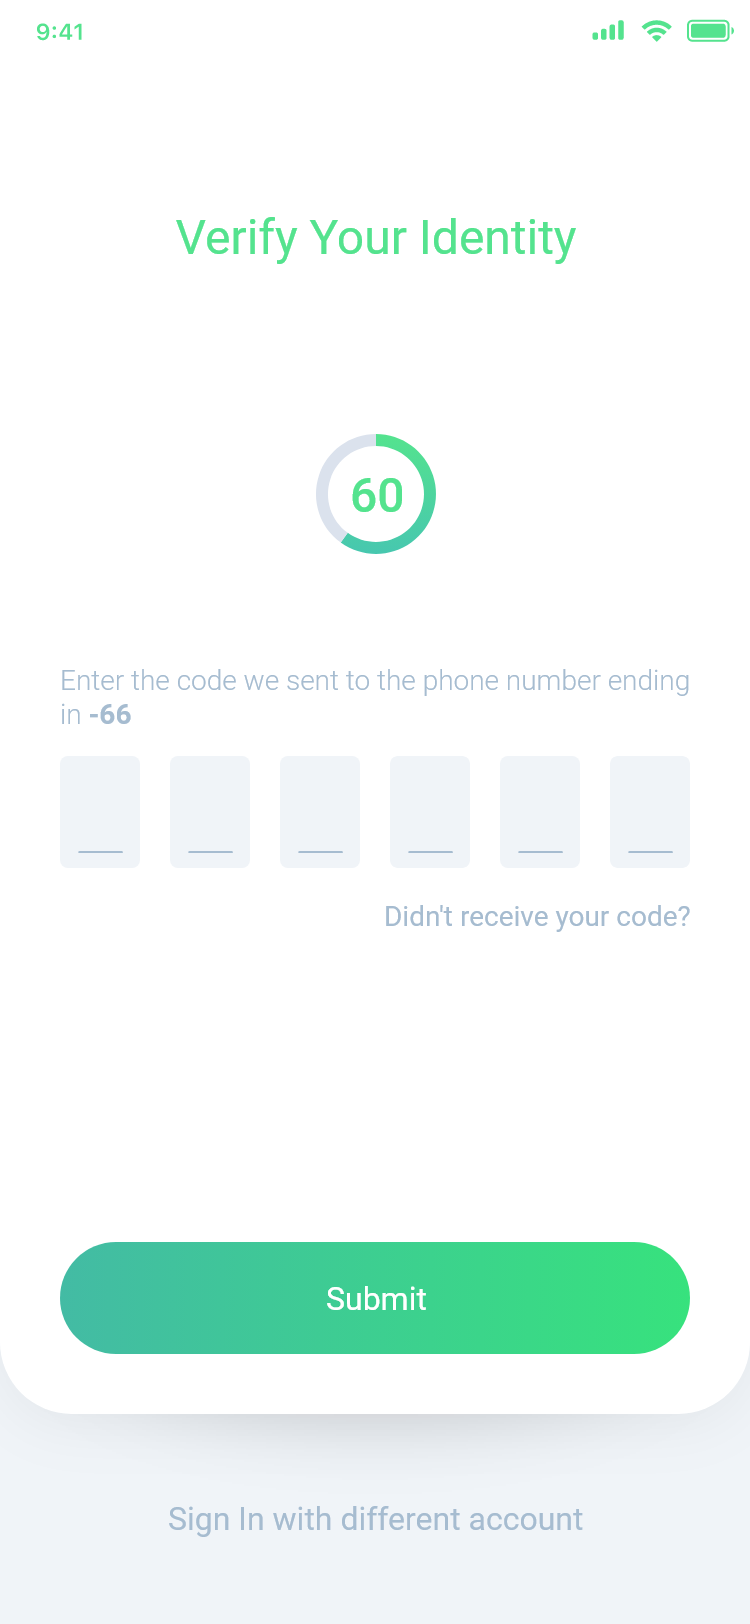 9:41
Verify Your Identity
60
Enter the code we sent to the phone number ending
in -66
Didn't receive your code?
Submit
Sign In with different account